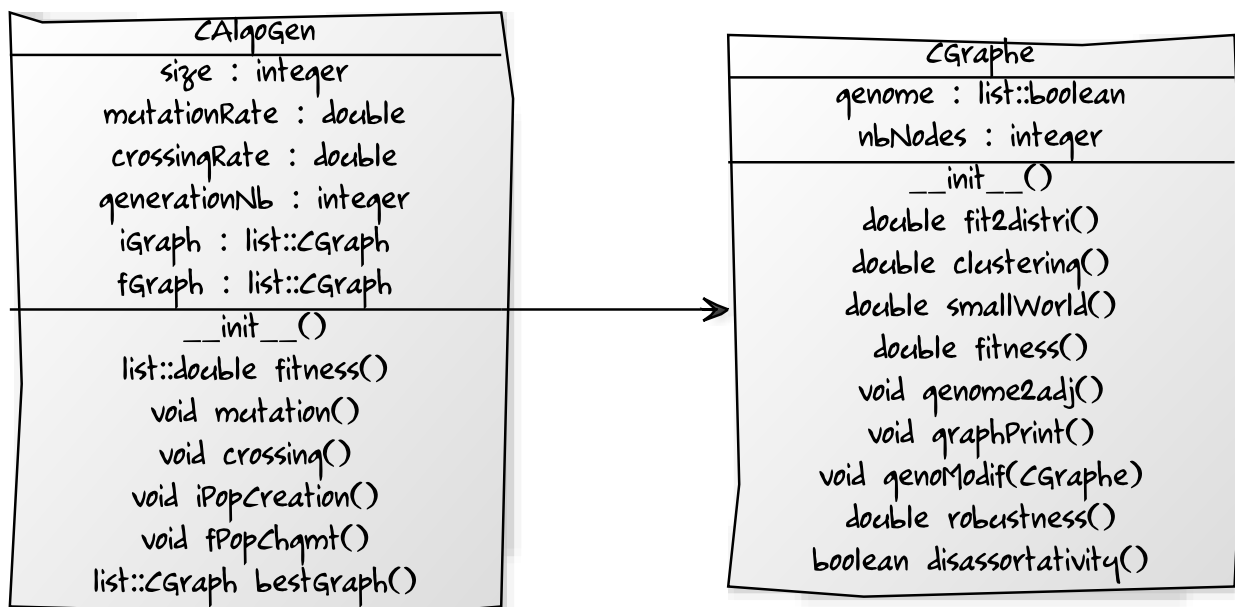 CAlgoGen
size : integer
mutationRate : double
crossingRate : double
generationNb : integer
iGraph : list::CGraph
fGraph : list::CGraph
__init__()
list::double fitness()
void mutation()
void crossing()
void iPopCreation()
void fPopChgmt()
list::CGraph bestGraph()
CGraphe
genome : list::boolean
nbNodes : integer
__init__()
double fit2distri()
double clustering()
double smallWorld()
double fitness()
void genome2adj()
void graphPrint()
void genoModif(CGraphe)
double robustness()
boolean disassortativity()